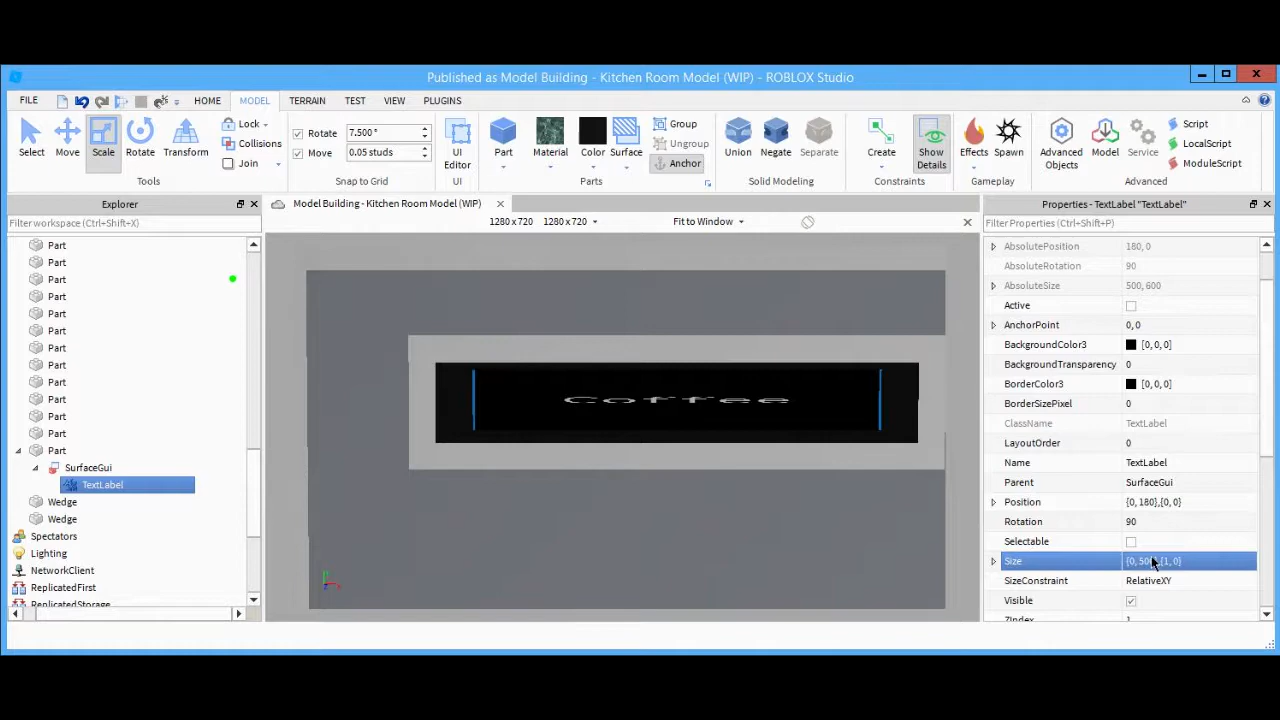 Published as Model Building - Kitchen Room Model (WIP) - ROBLOX Studio
FILE HOME MODEL TERRAIN TEST VIEW PLUGINS
Select Move Scale Rotate Transform
Lock
Collisions
Join
Tools
Rotate 7.500 °
Move 0.05 studs
Snap to Grid
UI Editor
UI
Part Material Color Surface
Group
Ungroup
Anchor
Parts
Union Negate Separate
Solid Modeling
Create Show Details
Constraints
Effects Spawn
Gameplay
Advanced Objects Model Service
Script
LocalScript
ModuleScript
Advanced
Explorer
Filter workspace (Ctrl+Shift+X)
Part
Part
Part
Part
Part
Part
Part
Part
Part
Part
Part
Part
Part
SurfaceGui
TextLabel
Wedge
Wedge
Spectators
Lighting
NetworkClient
ReplicatedFirst
ReplicatedStorage
Model Building - Kitchen Room Model (WIP)
1280 x 720 1280 x 720 Fit to Window
Coffee
Properties - TextLabel "TextLabel"
Filter Properties (Ctrl+Shift+P)
AbsolutePosition 180, 0
AbsoluteRotation 90
AbsoluteSize 500, 600
Active
AnchorPoint 0, 0
BackgroundColor3 [0, 0, 0]
BackgroundTransparency 0
BorderColor3 [0, 0, 0]
BorderSizePixel 0
ClassName TextLabel
LayoutOrder 0
Name TextLabel
Parent SurfaceGui
Position {0, 180},{0, 0}
Rotation 90
Selectable
Size
SizeConstraint RelativeXY
Visible
ZIndex 1